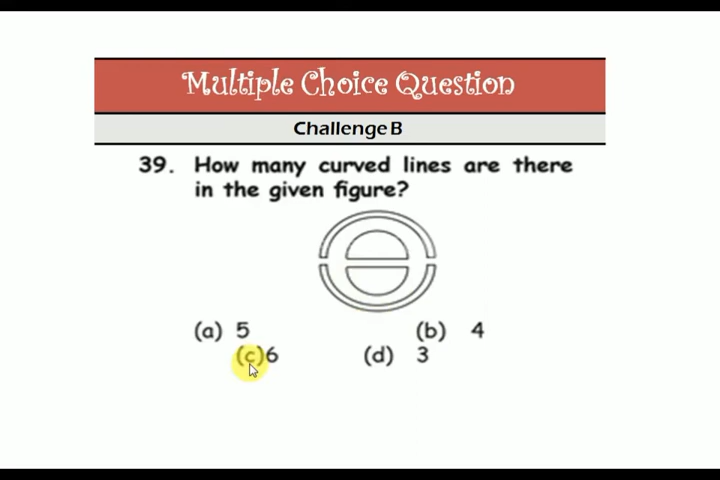 Multiple Choice Question
Challenge B
39. How many curved lines are there
in the given figure?
(a) 5 (b) 4
(c)6 (d) 3